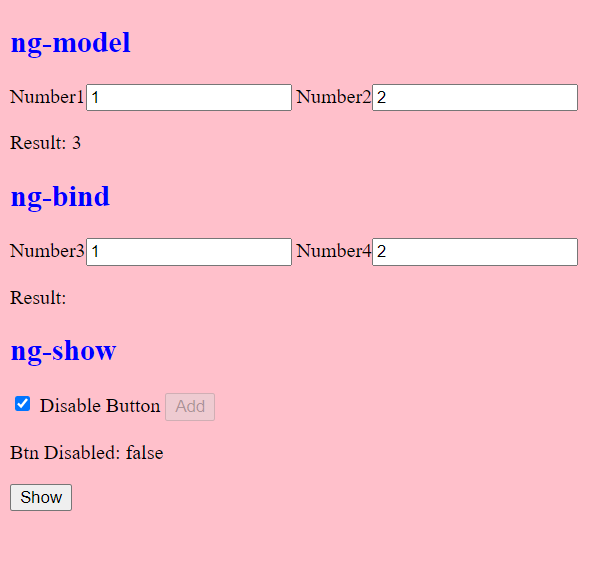 ng-model
Number1 1 Number2 2
Result: 3
ng-bind
Number3 1 Number4 2
Result:
ng-show
Disable Button Add
Btn Disabled: false
Show